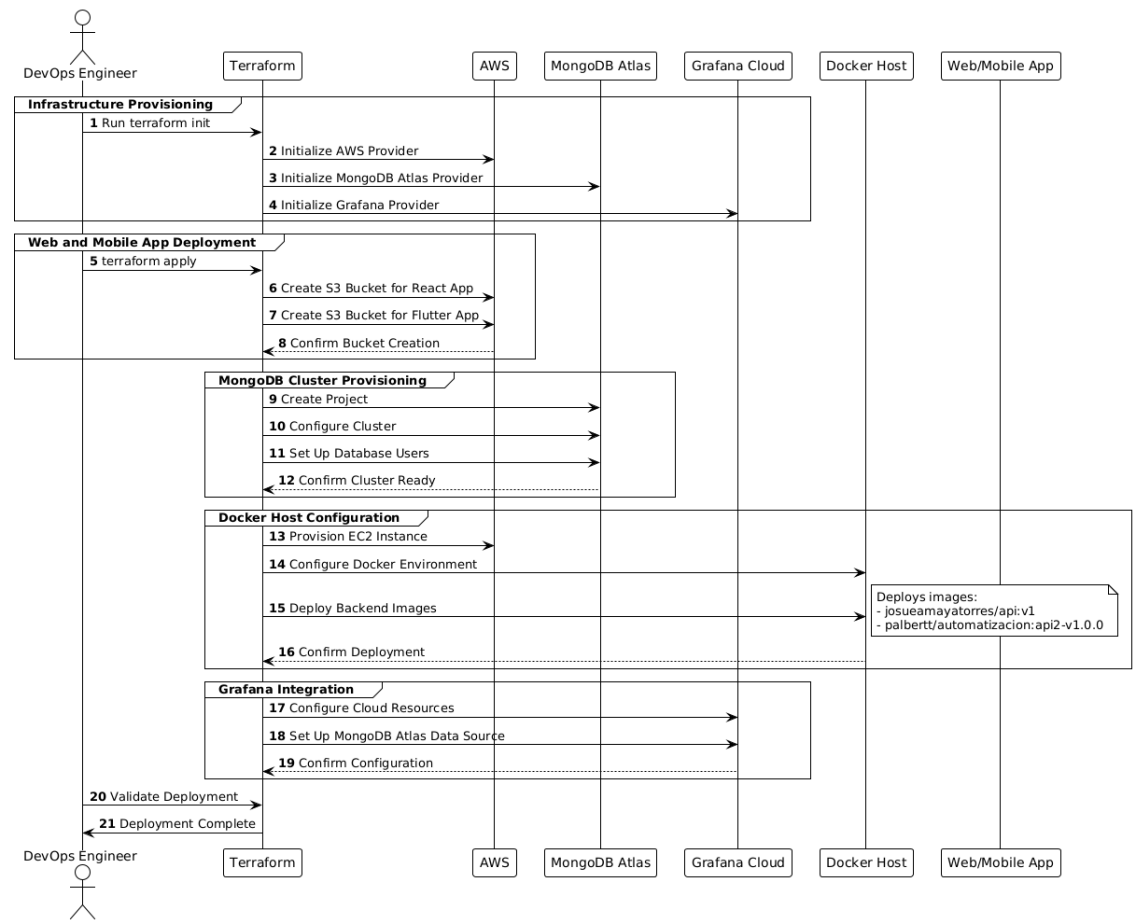 DevOps Engineer
Terraform
AWS
MongoDB Atlas
Grafana Cloud
Docker Host
Web/Mobile App
Infrastructure Provisioning
1 Run terraform init
2 Initialize AWS Provider
3 Initialize MongoDB Atlas Provider
4 Initialize Grafana Provider
Web and Mobile App Deployment
5 terraform apply
6 Create S3 Bucket for React App
7 Create S3 Bucket for Flutter App
8 Confirm Bucket Creation
MongoDB Cluster Provisioning
9 Create Project
10 Configure Cluster
11 Set Up Database Users
12 Confirm Cluster Ready
Docker Host Configuration
13 Provision EC2 Instance
14 Configure Docker Environment
15 Deploy Backend Images
Deploys images:
- josueamayatorres/api:v1
- palbertt/automatizacion:api2-v1.0.0
16 Confirm Deployment
Grafana Integration
17 Configure Cloud Resources
18 Set Up MongoDB Atlas Data Source
19 Confirm Configuration
20 Validate Deployment
21 Deployment Complete
DevOps Engineer
Terraform
AWS
MongoDB Atlas
Grafana Cloud
Docker Host
Web/Mobile App